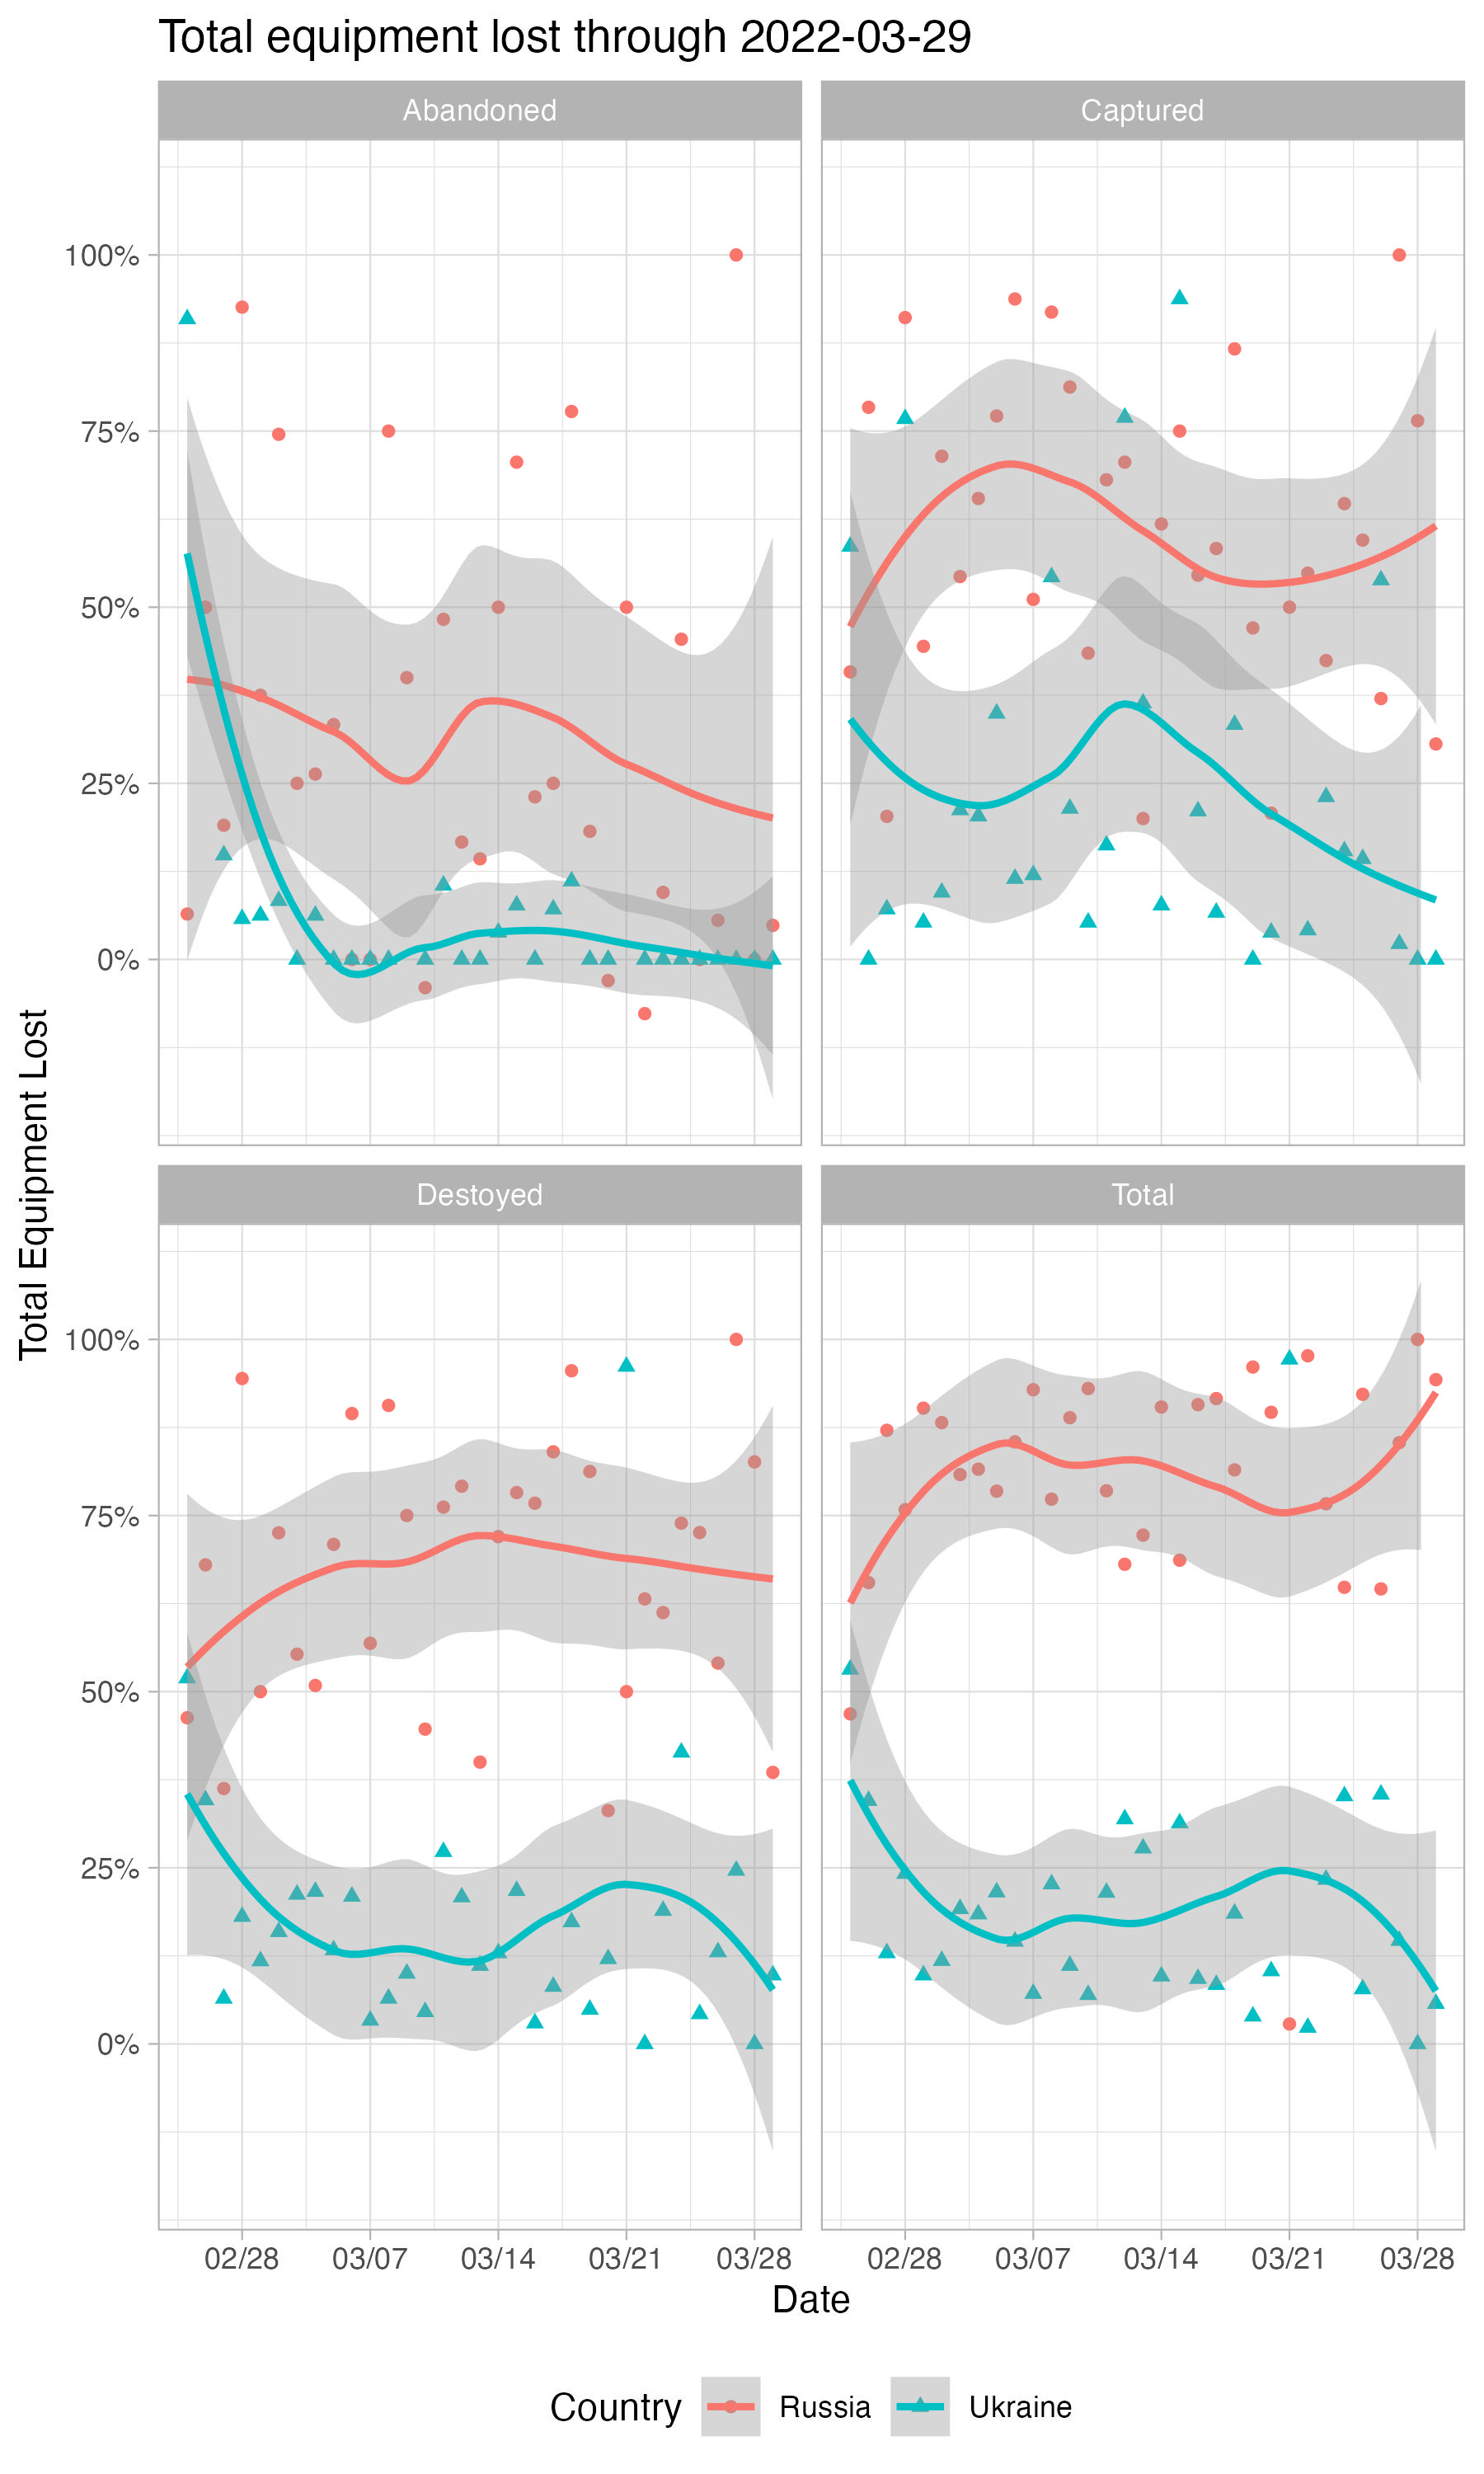 Total equipment lost through 2022-03-29
Abandoned
Captured
100%
75%
50%
25%
0%
Destoyed
Total
100%
75%
50%
25%
0%
Total Equipment Lost
02/28 03/07 03/14 03/21 03/28
02/28 03/07 03/14 03/21 03/28
Date
Country Russia Ukraine